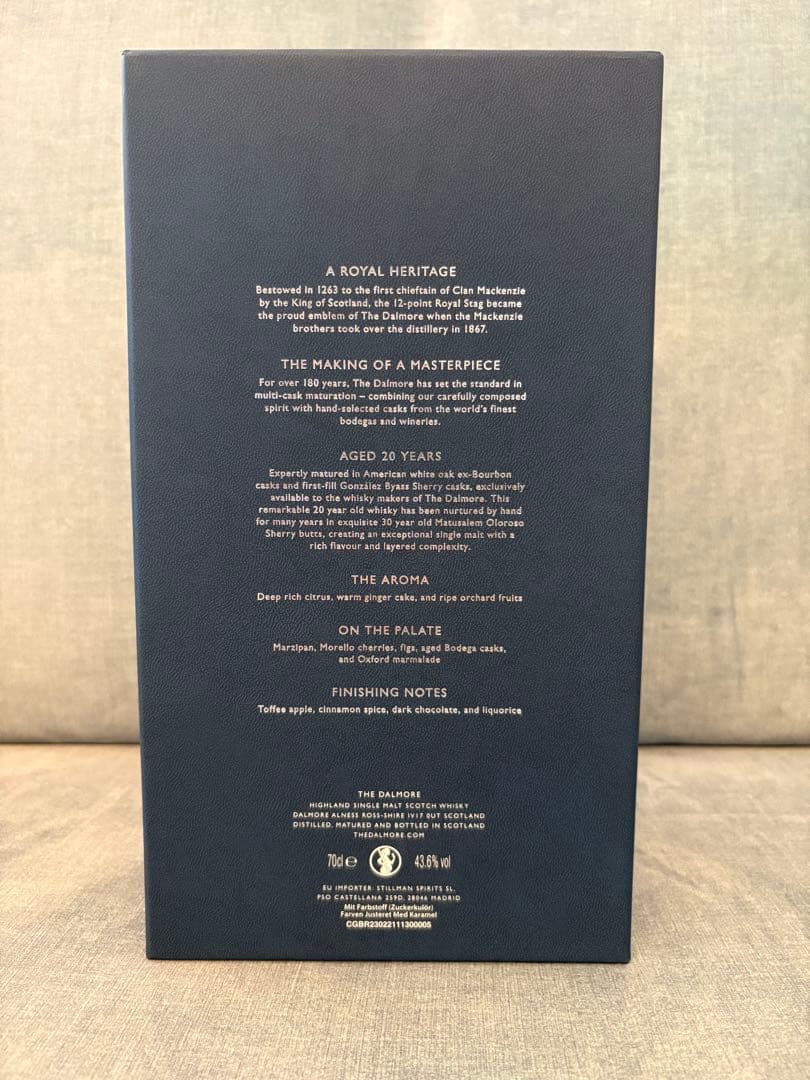 A ROYAL HERITAGE
Bestowed in 1263 to the first chieftain of Clan Mackenzie
by the King of Scotland, the 12-point Royal Stag became
the proud emblem of The Dalmore when the Mackenzie
brothers took over the distillery in 1867.
THE MAKING OF A MASTERPIECE
For over 180 years, The Dalmore has set the standard in
multi-cask maturation – combining our carefully composed
spirit with hand-selected casks from the world's finest
bodegas and wineries.
AGED 20 YEARS
Expertly matured in American white oak ex-Bourbon
casks and first-fill González Byass Sherry casks, exclusively
available to the whisky makers of The Dalmore. This
remarkable 20 year old whisky has been nurtured by hand
for many years in exquisite 30 year old Matusalem Oloroso
Sherry butts, creating an exceptional single malt with a
rich flavour and layered complexity.
THE AROMA
Deep rich citrus, warm ginger cake, and ripe orchard fruits
ON THE PALATE
Marzipan, Morello cherries, figs, aged Bodega casks,
and Oxford marmalade
FINISHING NOTES
Toffee apple, cinnamon spice, dark chocolate, and liquorice
THE DALMORE
HIGHLAND SINGLE MALT SCOTCH WHISKY
DALMORE ALNESS ROSS-SHIRE IV17 0UT SCOTLAND
DISTILLED, MATURED AND BOTTLED IN SCOTLAND
THEDALMORE.COM
70cl e 43.6% vol
EU IMPORTER: STILLMAN SPIRITS SL.
PSO CASTELLANA 259D, 28046 MADRID
Mit Farbstoff (Zuckerkulör)
Farven Justeret Med Karamel
CGBR23022111300005